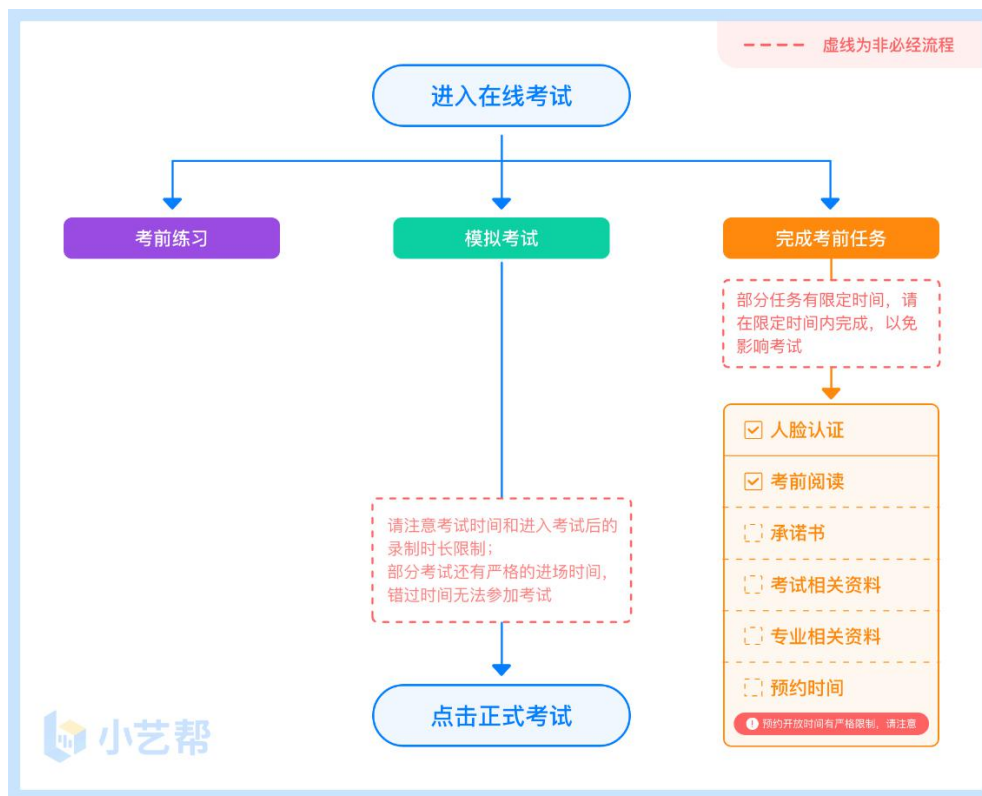 虚线为非必经流程
进入在线考试
考前练习
模拟考试
完成考前任务
部分任务有限定时间，请
在限定时间内完成，以免
影响考试
人脸认证
考前阅读
承诺书
考试相关资料
专业相关资料
预约时间
预约开放时间有严格限制，请注意
请注意考试时间和进入考试后的
录制时长限制；
部分考试还有严格的进场时间，
错过时间无法参加考试
点击正式考试
小艺帮